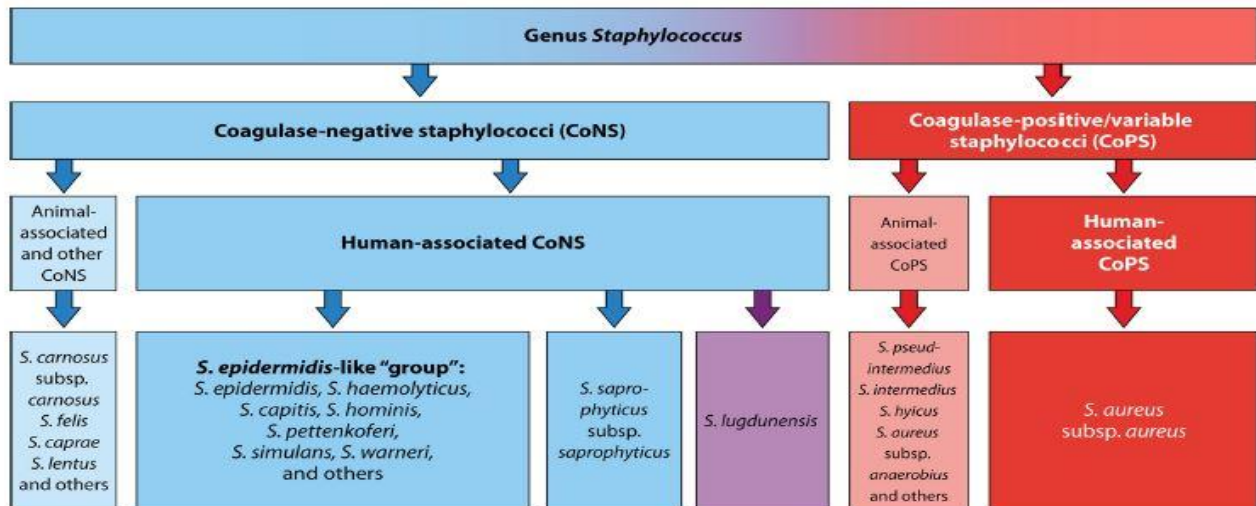 Genus Staphylococcus
Coagulase-negative staphylococci (CoNS)
Coagulase-positive/variable
staphylococci (CoPS)
Animal-
associated
and other
CoNS
Human-associated CoNS
Animal-
associated
CoPS
Human-
associated
CoPS
S. carnosus
subsp.
carnosus
S. felis
S. caprae
S. lentus
and others
S. epidermidis-like “group”:
S. epidermidis, S. haemolyticus,
S. capitis, S. hominis,
S. pettenkoferi,
S. simulans, S. warneri,
and others
S. sapro-
phyticus
subsp.
saprophyticus
S. lugdunensis
S. pseud-
intermedius
S. intermedius
S. hyicus
S. aureus
subsp.
anaerobius
and others
S. aureus
subsp. aureus